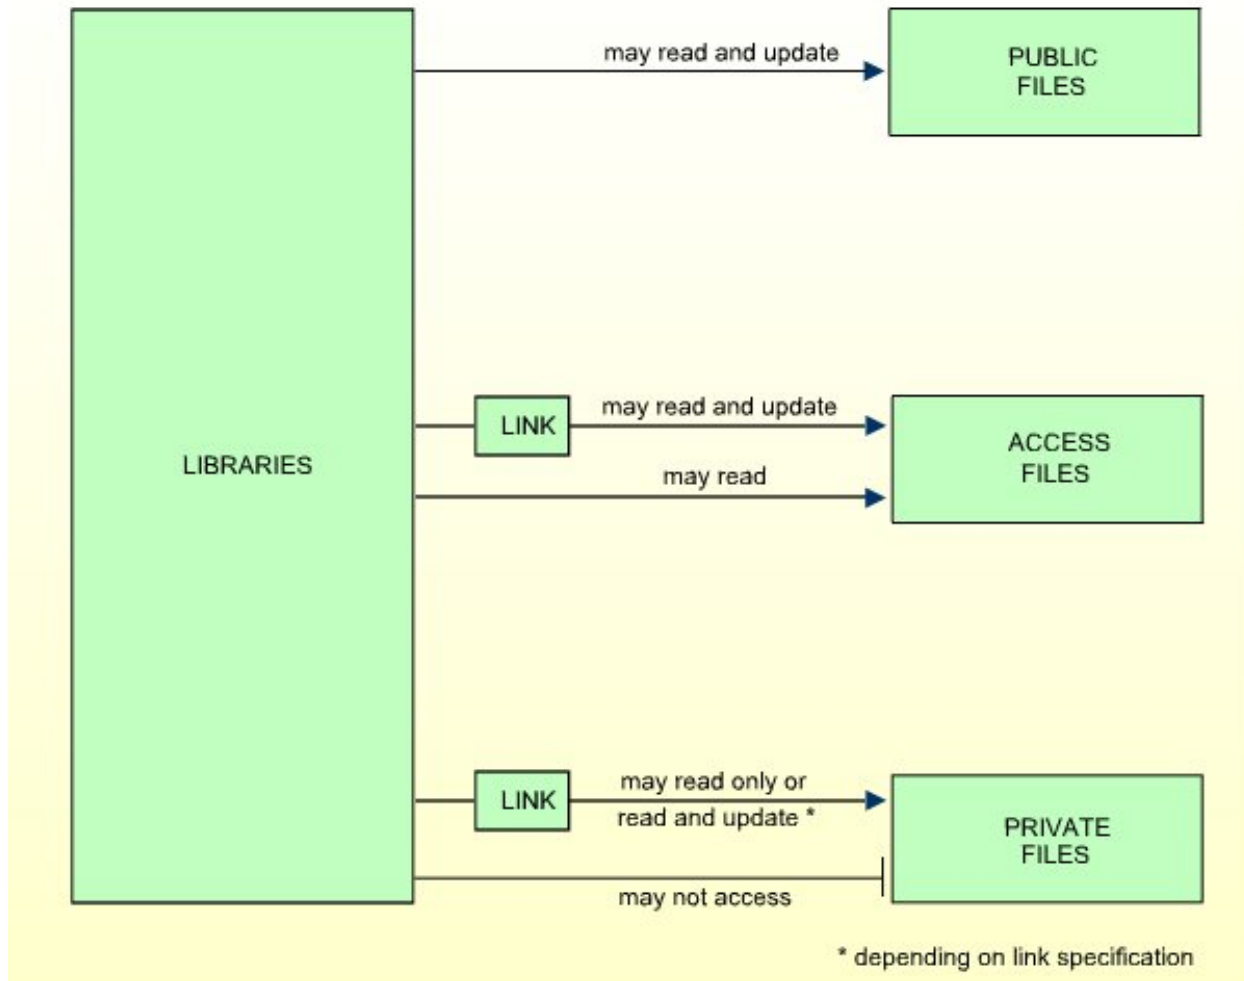 may read and update
PUBLIC
FILES
LIBRARIES
LINK
may read and update
may read
ACCESS
FILES
LINK
may read only or
read and update *
may not access
PRIVATE
FILES
* depending on link specification